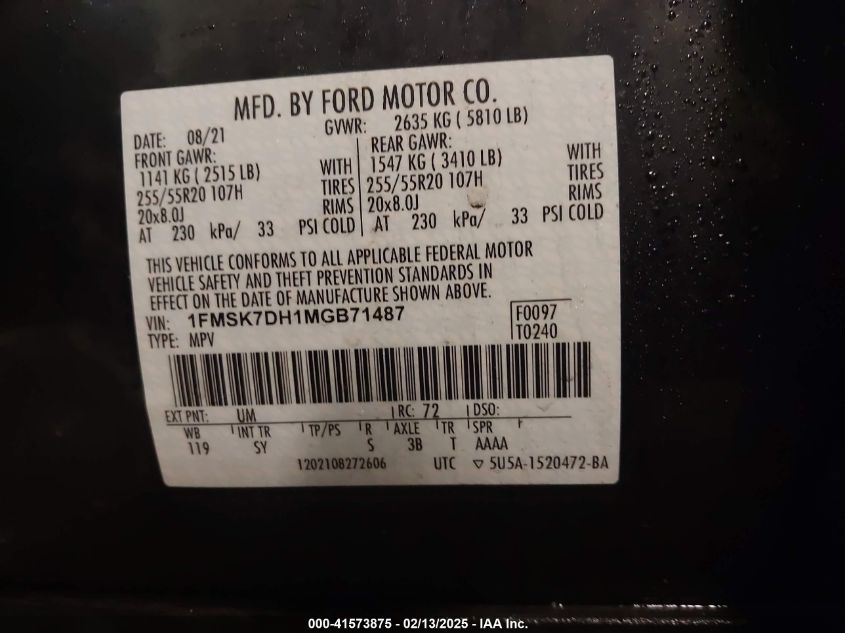 MFD. BY FORD MOTOR CO.
DATE: 08/21 GVWR: 2635 KG ( 5810 LB)
FRONT GAWR:
1141 KG ( 2515 LB) WITH
255/55R20 107H TIRES
20x8.0J RIMS
AT 230 kPa/ 33 PSI COLD
REAR GAWR:
1547 KG ( 3410 LB) WITH
255/55R20 107H TIRES
20x8.0J RIMS
AT 230 kPa/ 33 PSI COLD
THIS VEHICLE CONFORMS TO ALL APPLICABLE FEDERAL MOTOR
VEHICLE SAFETY AND THEFT PREVENTION STANDARDS IN
EFFECT ON THE DATE OF MANUFACTURE SHOWN ABOVE.
VIN: 1FMSK7DH1MGB71487 F0097
TYPE: MPV T0240
EXT PNT: UM RC: 72 DSO:
WB INT TR TP/PS R AXLE TR SPR
119 SY S 3B T AAAA
1202108272606 UTC ▽ 5U5A-1520472-BA
000-41573875 - 02/13/2025 - IAA Inc.